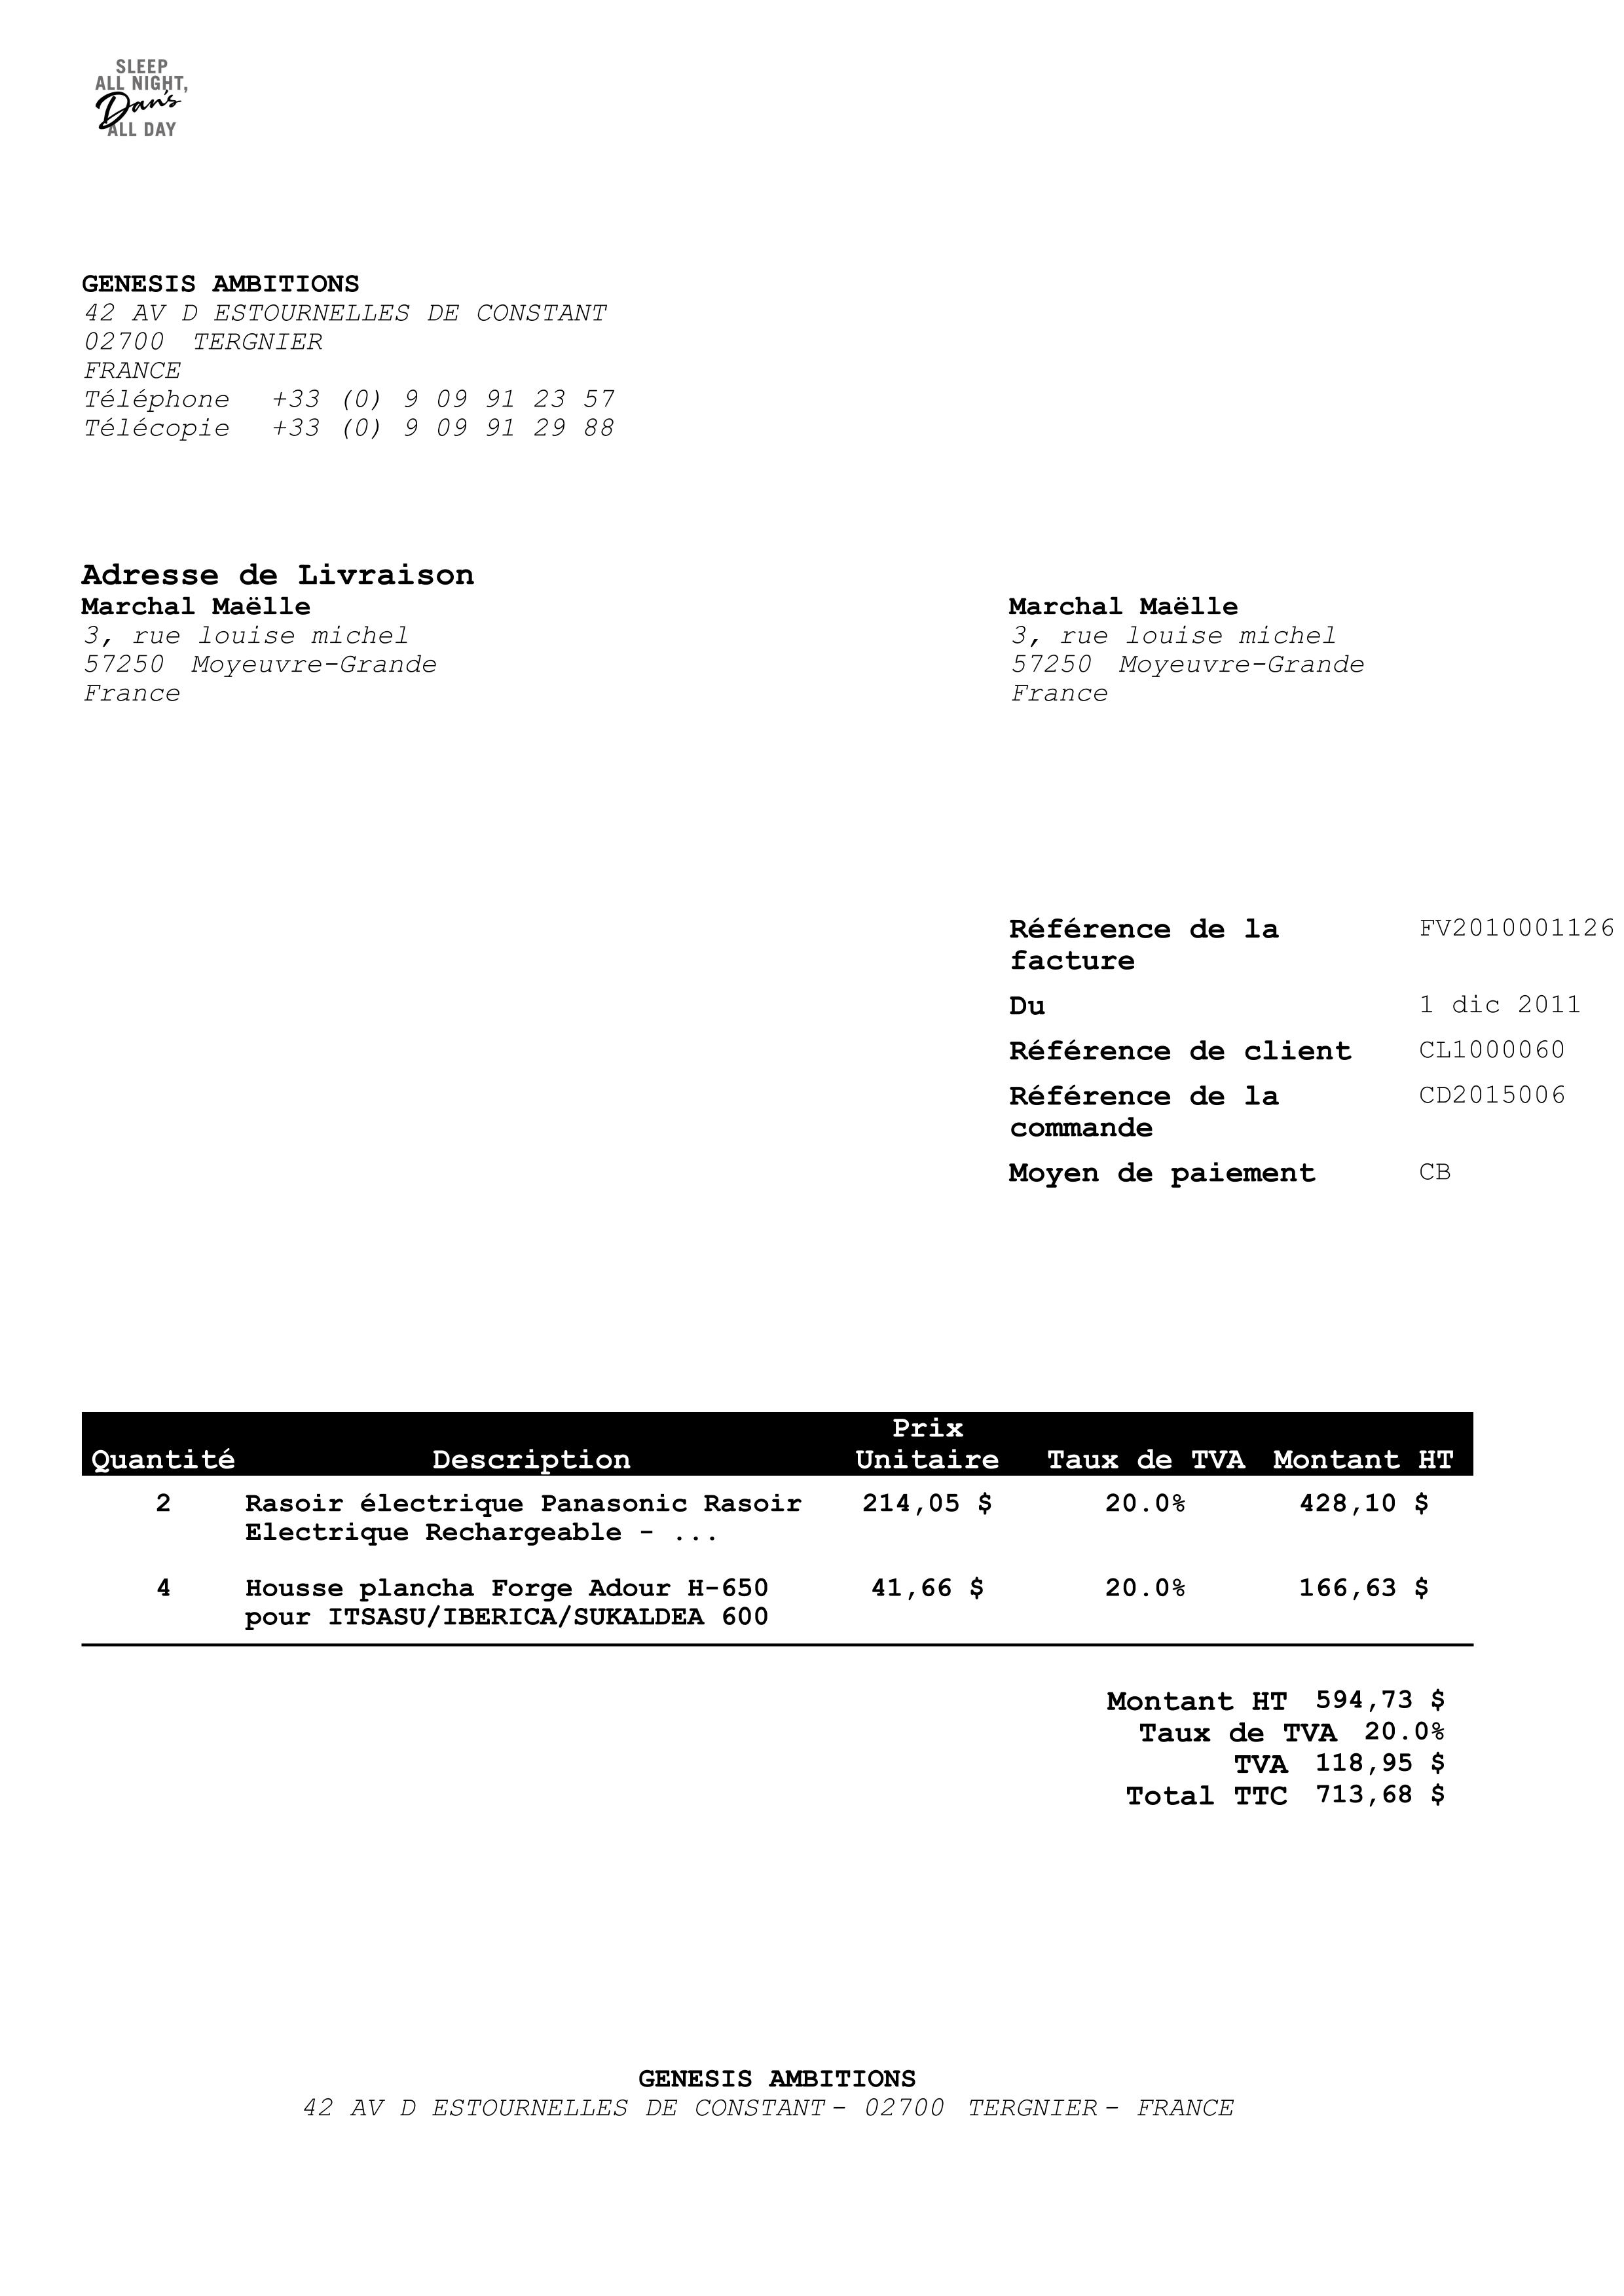 SLEEP
ALL NIGHT,
Dan's
ALL DAY
GENESIS AMBITIONS
42 AV D ESTOURNELLES DE CONSTANT
02700 TERGNIER
FRANCE
Téléphone +33 (0) 9 09 91 23 57
Télécopie +33 (0) 9 09 91 29 88
Adresse de Livraison
Marchal Maëlle
3, rue louise michel
57250 Moyeuvre-Grande
France
Marchal Maëlle
3, rue louise michel
57250 Moyeuvre-Grande
France
Référence de la FV2010001126
facture
Du 1 dic 2011
Référence de client CL1000060
Référence de la CD2015006
commande
Moyen de paiement CB
Prix
Quantité Description Unitaire Taux de TVA Montant HT
2 Rasoir électrique Panasonic Rasoir 214,05 $ 20.0% 428,10 $
Electrique Rechargeable - ...
4 Housse plancha Forge Adour H-650 41,66 $ 20.0% 166,63 $
pour ITSASU/IBERICA/SUKALDEA 600
Montant HT 594,73 $
Taux de TVA 20.0%
TVA 118,95 $
Total TTC 713,68 $
GENESIS AMBITIONS
42 AV D ESTOURNELLES DE CONSTANT - 02700 TERGNIER - FRANCE